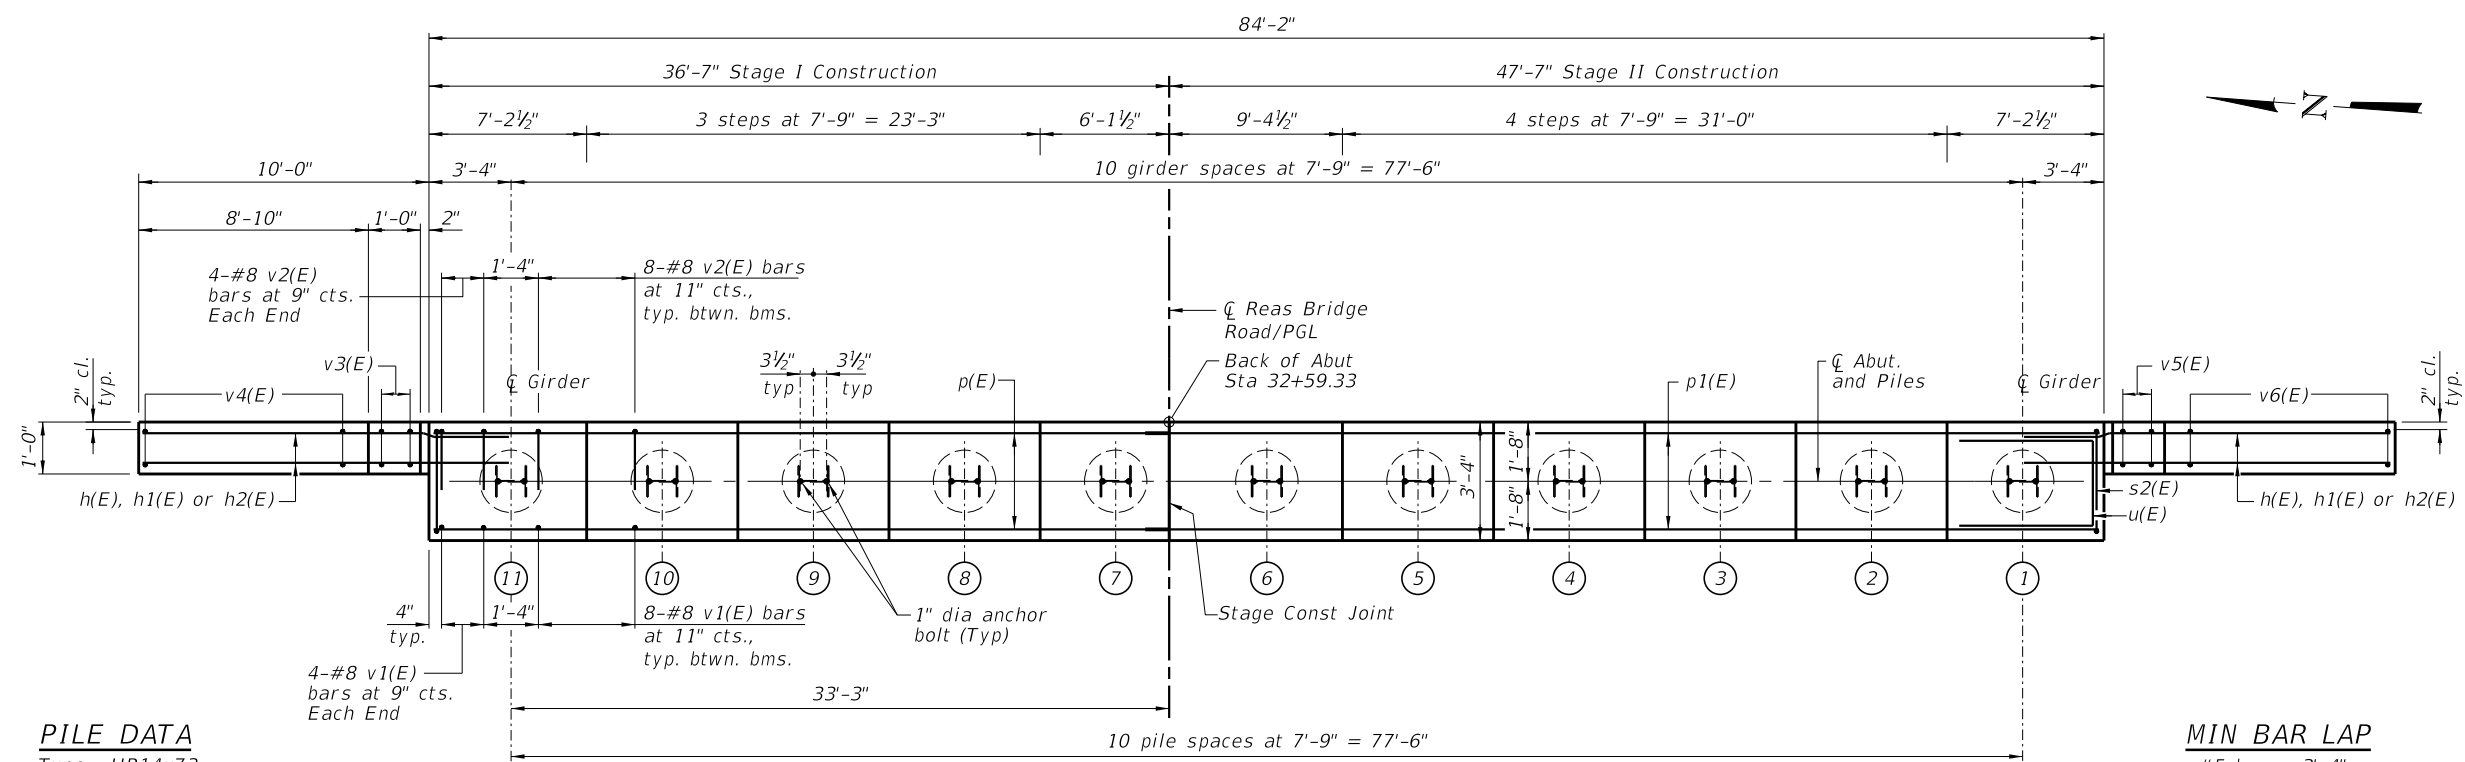 84'-2"
36'-7" Stage I Construction
47'-7" Stage II Construction
N
7'-2½"
3 steps at 7'-9" = 23'-3"
6'-1½"
9'-4½"
4 steps at 7'-9" = 31'-0"
7'-2½"
10'-0"
3'-4"
10 girder spaces at 7'-9" = 77'-6"
3'-4"
8'-10"
1'-0"
2"
4-#8 v2(E)
bars at 9" cts.
Each End
1'-4"
8-#8 v2(E) bars
at 11" cts.,
typ. btwn. bms.
℄ Reas Bridge
Road/PGL
Back of Abut
Sta 32+59.33
2" cl.
typ.
v3(E)
v4(E)
℄ Girder
3½"
typ
3½"
typ
p(E)
p1(E)
℄ Abut.
and Piles
℄ Girder
v5(E)
v6(E)
2" cl.
typ.
1'-0"
h(E), h1(E) or h2(E)
3'-4"
1'-8"
1'-8"
s2(E)
u(E)
h(E), h1(E) or h2(E)
11
10
9
8
7
6
5
4
3
2
1
4"
typ.
1'-4"
8-#8 v1(E) bars
at 11" cts.,
typ. btwn. bms.
1" dia anchor
bolt (Typ)
Stage Const Joint
4-#8 v1(E)
bars at 9" cts.
Each End
33'-3"
10 pile spaces at 7'-9" = 77'-6"
PILE DATA
MIN BAR LAP